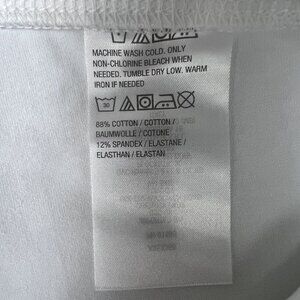 MACHINE WASH COLD. ONLY
NON-CHLORINE BLEACH WHEN
NEEDED. TUMBLE DRY LOW. WARM
IRON IF NEEDED
30
88% COTTON / COTTON /
BAUMWOLLE / COTONE
12% SPANDEX / ELASTANE /
ELASTHAN / ELASTAN